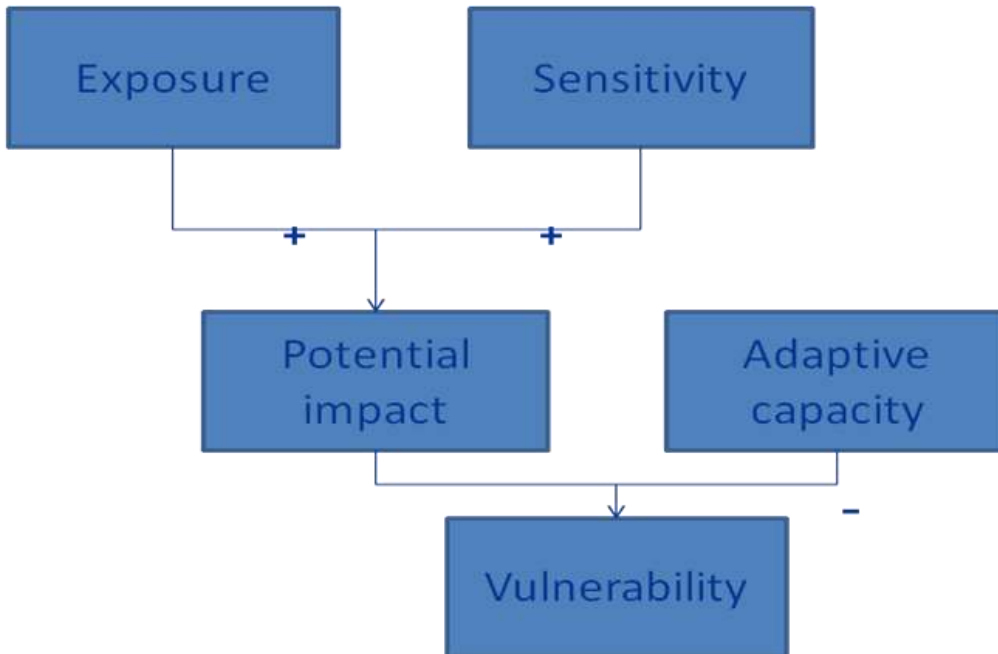 Exposure
Sensitivity
+
+
Potential
impact
Adaptive
capacity
-
Vulnerability